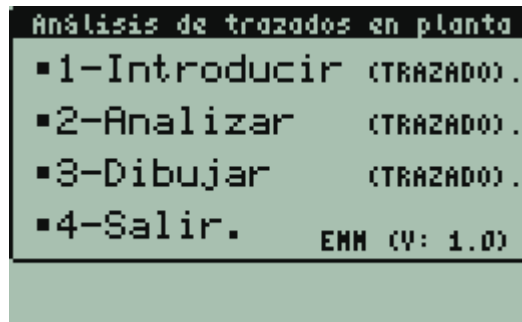 Análisis de trazados en planta
▪1-Introducir (TRAZADO).
▪2-Analizar (TRAZADO).
▪3-Dibujar (TRAZADO).
▪4-Salir. EMM (V: 1.0)